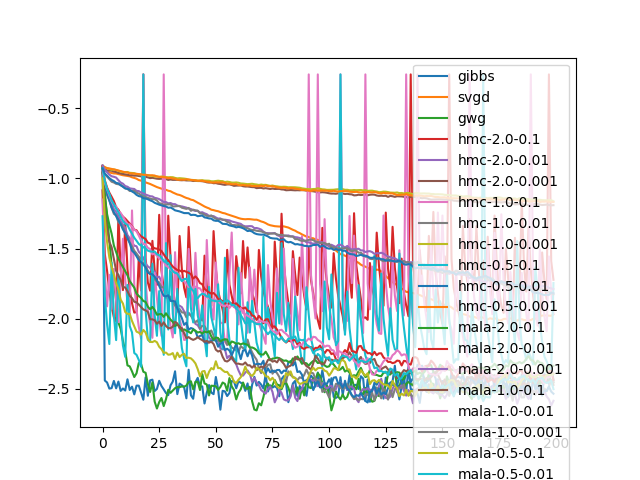 −0.5
−1.0
−1.5
−2.0
−2.5
0
25
50
75
100
125
150
175
200
gibbs
svgd
gwg
hmc-2.0-0.1
hmc-2.0-0.01
hmc-2.0-0.001
hmc-1.0-0.1
hmc-1.0-0.01
hmc-1.0-0.001
hmc-0.5-0.1
hmc-0.5-0.01
hmc-0.5-0.001
mala-2.0-0.1
mala-2.0-0.01
mala-2.0-0.001
mala-1.0-0.1
mala-1.0-0.01
mala-1.0-0.001
mala-0.5-0.1
mala-0.5-0.01